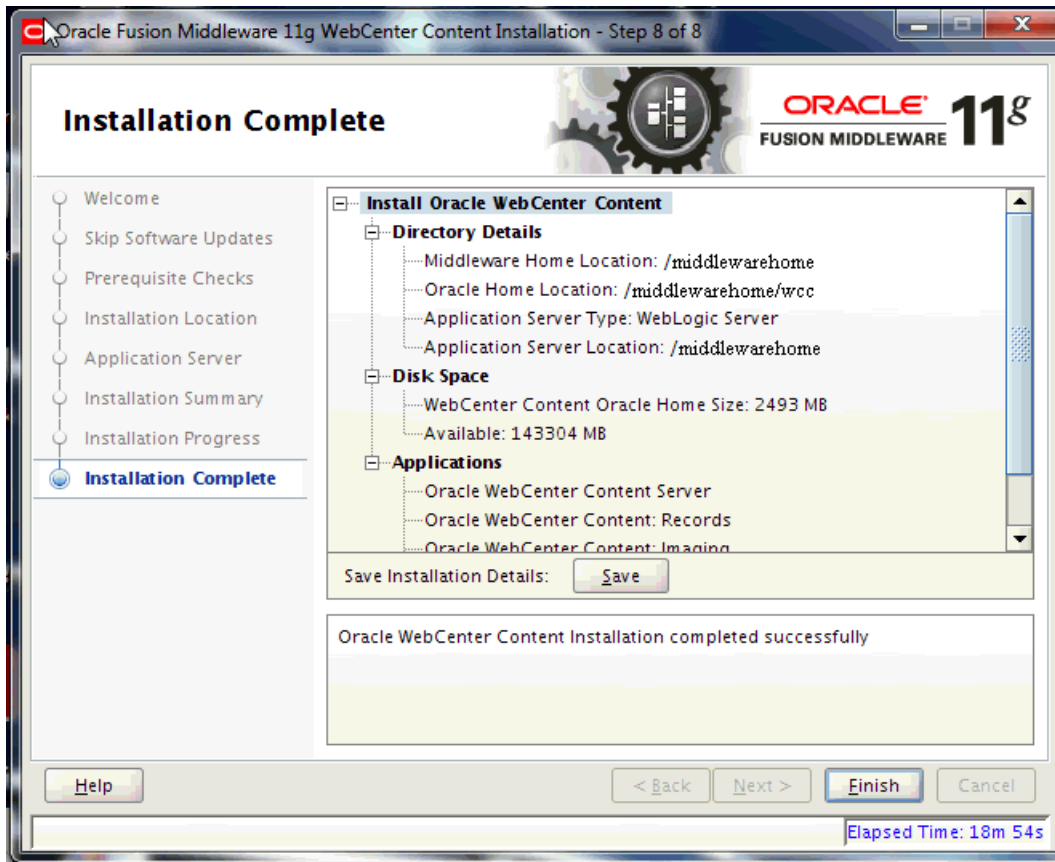 Oracle Fusion Middleware 11g WebCenter Content Installation - Step 8 of 8
Installation Complete
ORACLE
FUSION MIDDLEWARE 11g
Welcome
Skip Software Updates
Prerequisite Checks
Installation Location
Application Server
Installation Summary
Installation Progress
Installation Complete
Install Oracle WebCenter Content
Directory Details
Middleware Home Location: /middlewarehome
Oracle Home Location: /middlewarehome/wcc
Application Server Type: WebLogic Server
Application Server Location: /middlewarehome
Disk Space
WebCenter Content Oracle Home Size: 2493 MB
Available: 143304 MB
Applications
Oracle WebCenter Content Server
Oracle WebCenter Content: Records
Oracle WebCenter Content: Imaging
Save Installation Details: Save
Oracle WebCenter Content Installation completed successfully
Help < Back Next > Finish Cancel
Elapsed Time: 18m 54s